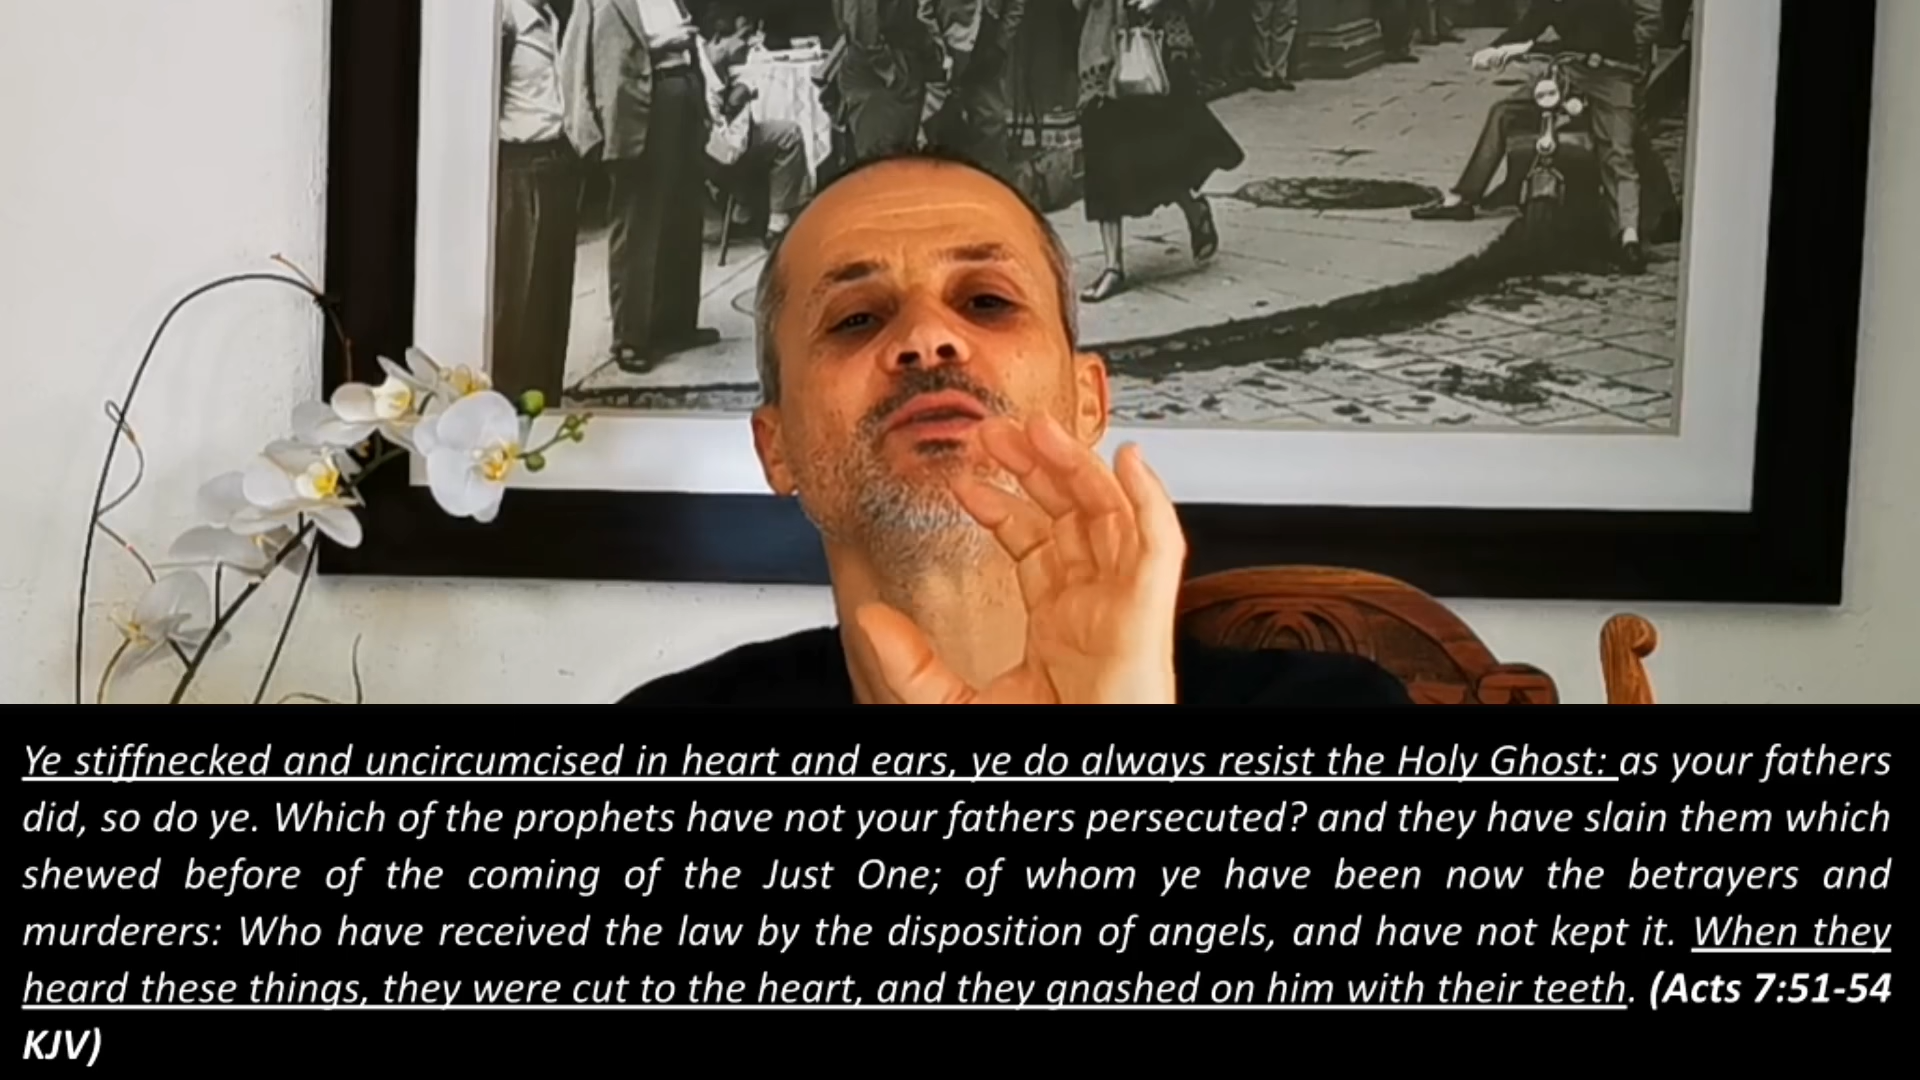 Ye stiffnecked and uncircumcised in heart and ears, ye do always resist the Holy Ghost: as your fathers
did, so do ye. Which of the prophets have not your fathers persecuted? and they have slain them which
shewed before of the coming of the Just One; of whom ye have been now the betrayers and
murderers: Who have received the law by the disposition of angels, and have not kept it. When they
heard these things, they were cut to the heart, and they gnashed on him with their teeth. (Acts 7:51-54
KJV)